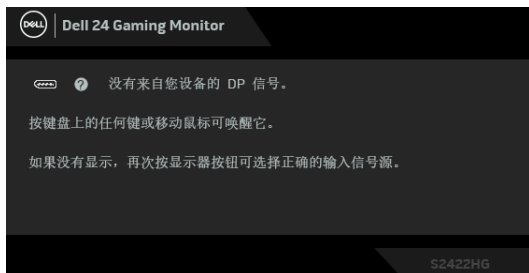 DELL
Dell 24 Gaming Monitor
? 没有来自您设备的 DP 信号。
按键盘上的任何键或移动鼠标可唤醒它。
如果没有显示，再次按显示器按钮可选择正确的输入信号源。
S2422HG